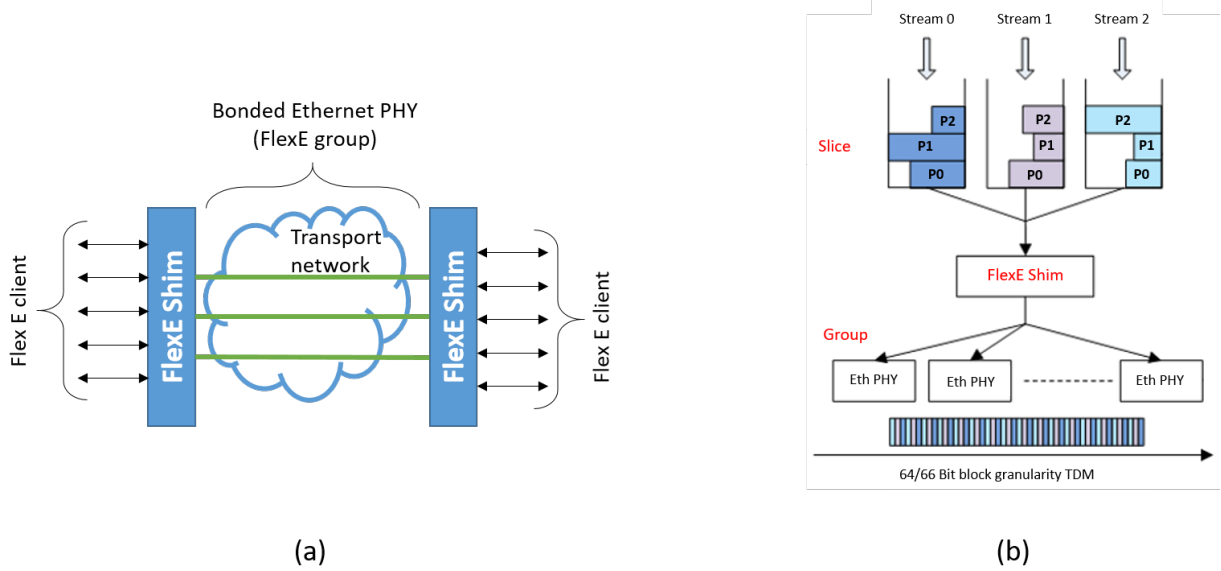 Bonded Ethernet PHY
(FlexE group)
Transport
network
Flex E client
FlexE Shim
FlexE Shim
Flex E client
(a)
Stream 0
Stream 1
Stream 2
Slice
P2
P1
P0
P2
P1
P0
P2
P1
P0
FlexE Shim
Group
Eth PHY
Eth PHY
Eth PHY
64/66 Bit block granularity TDM
(b)